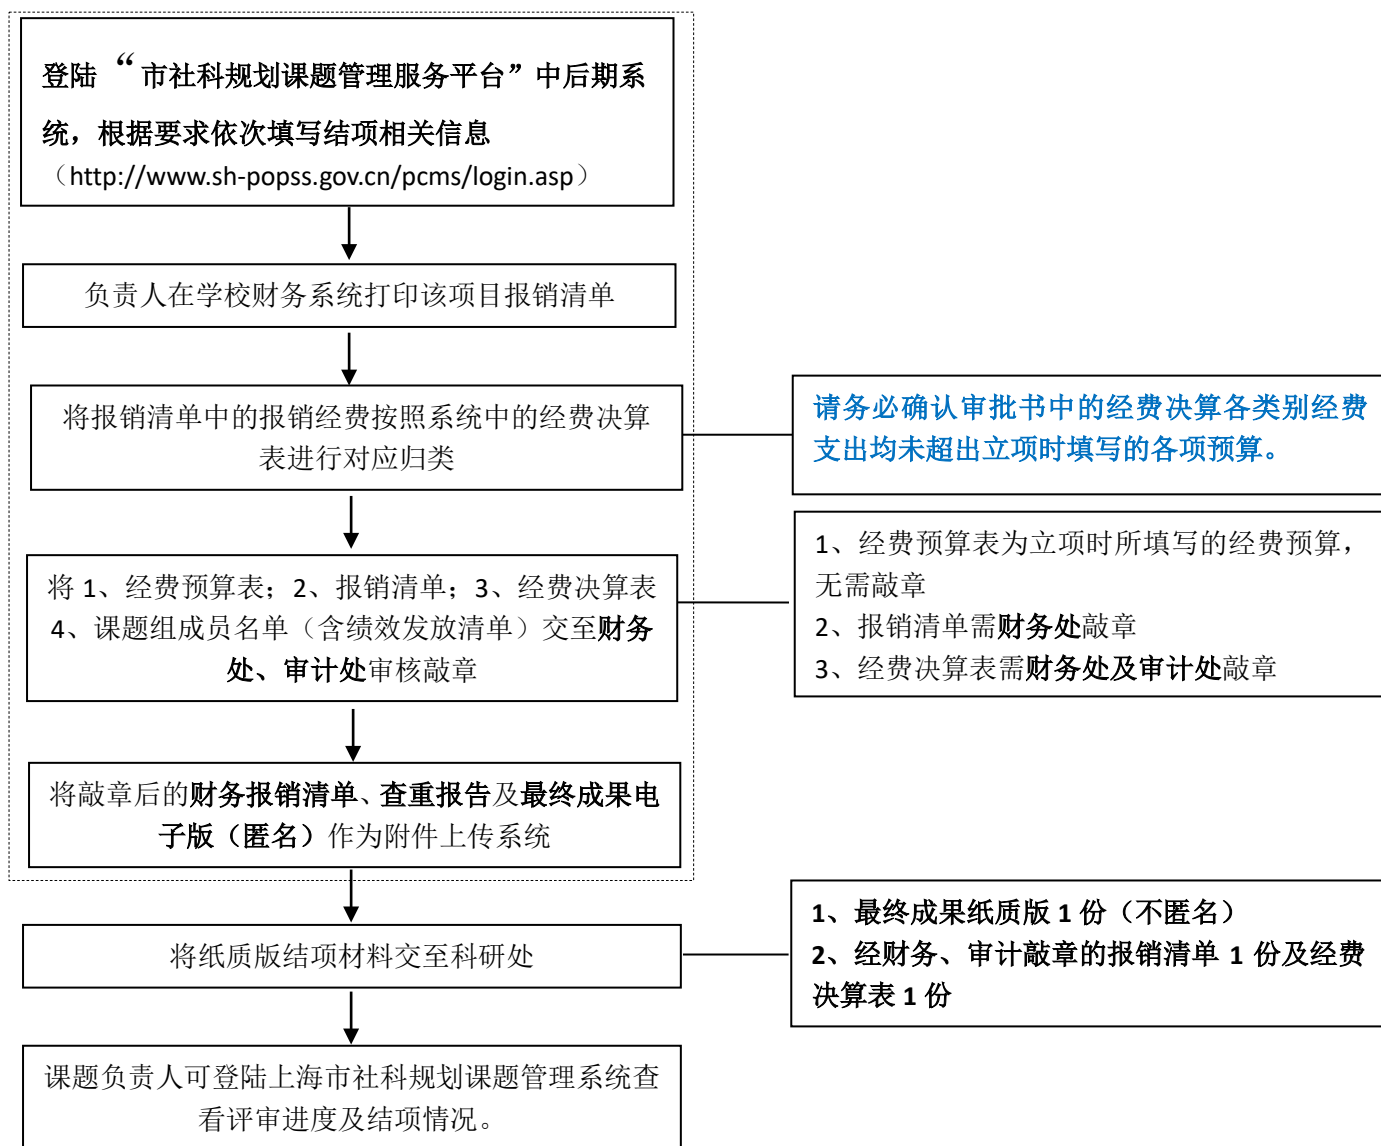 登陆 “市社科规划课题管理服务平台”中后期系
统，根据要求依次填写结项相关信息
（http://www.sh-popss.gov.cn/pcms/login.asp）
负责人在学校财务系统打印该项目报销清单
将报销清单中的报销经费按照系统中的经费决算
表进行对应归类
请务必确认审批书中的经费决算各类别经费
支出均未超出立项时填写的各项预算。
将 1、经费预算表；2、报销清单；3、经费决算表
4、课题组成员名单（含绩效发放清单）交至财务
处、审计处审核敲章
1、经费预算表为立项时所填写的经费预算，
无需敲章
2、报销清单需财务处敲章
3、经费决算表需财务处及审计处敲章
将敲章后的财务报销清单、查重报告及最终成果电
子版（匿名）作为附件上传系统
将纸质版结项材料交至科研处
1、最终成果纸质版 1 份（不匿名）
2、经财务、审计敲章的报销清单 1 份及经费
决算表 1 份
课题负责人可登陆上海市社科规划课题管理系统查
看评审进度及结项情况。